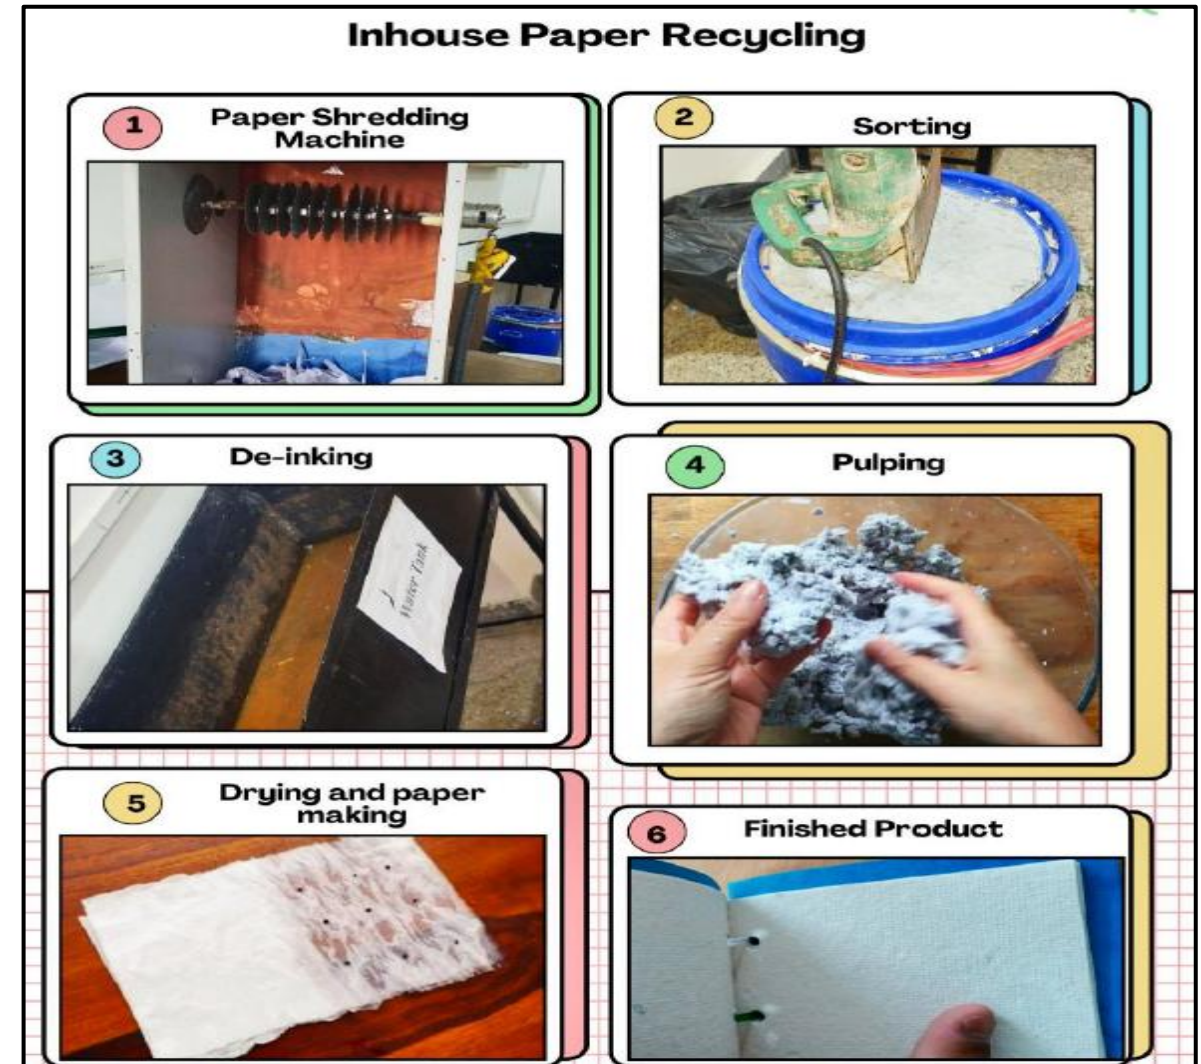 Inhouse Paper Recycling
1
Paper Shredding
Machine
2
Sorting
3
De-inking
Water Tank
4
Pulping
5
Drying and paper
making
6
Finished Product